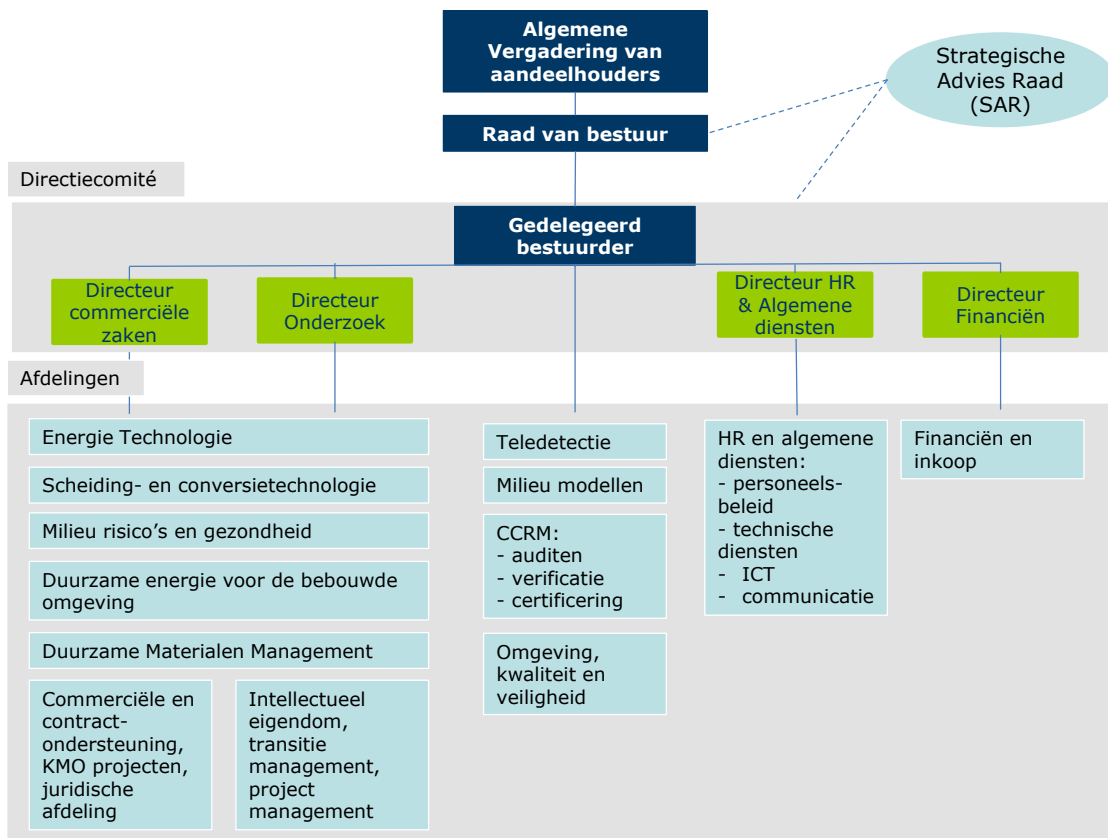 Algemene
Vergadering van
aandeelhouders
Strategische
Advies Raad
(SAR)
Raad van bestuur
Directiecomité
Gedelegeerd
bestuurder
Directeur
commerciële
zaken
Directeur
Onderzoek
Directeur HR
& Algemene
diensten
Directeur
Financiën
Afdelingen
Energie Technologie
Scheiding- en conversietechnologie
Milieu risico's en gezondheid
Duurzame energie voor de bebouwde
omgeving
Duurzame Materialen Management
Commerciële en
contract-
ondersteuning,
KMO projecten,
juridische
afdeling
Intellectueel
eigendom,
transitie
management,
project
management
Teledetectie
Milieu modellen
CCRM:
- auditen
- verificatie
- certificering
Omgeving,
kwaliteit en
veiligheid
HR en algemene
diensten:
- personeels-
beleid
- technische
diensten
- ICT
- communicatie
Financiën en
inkoop